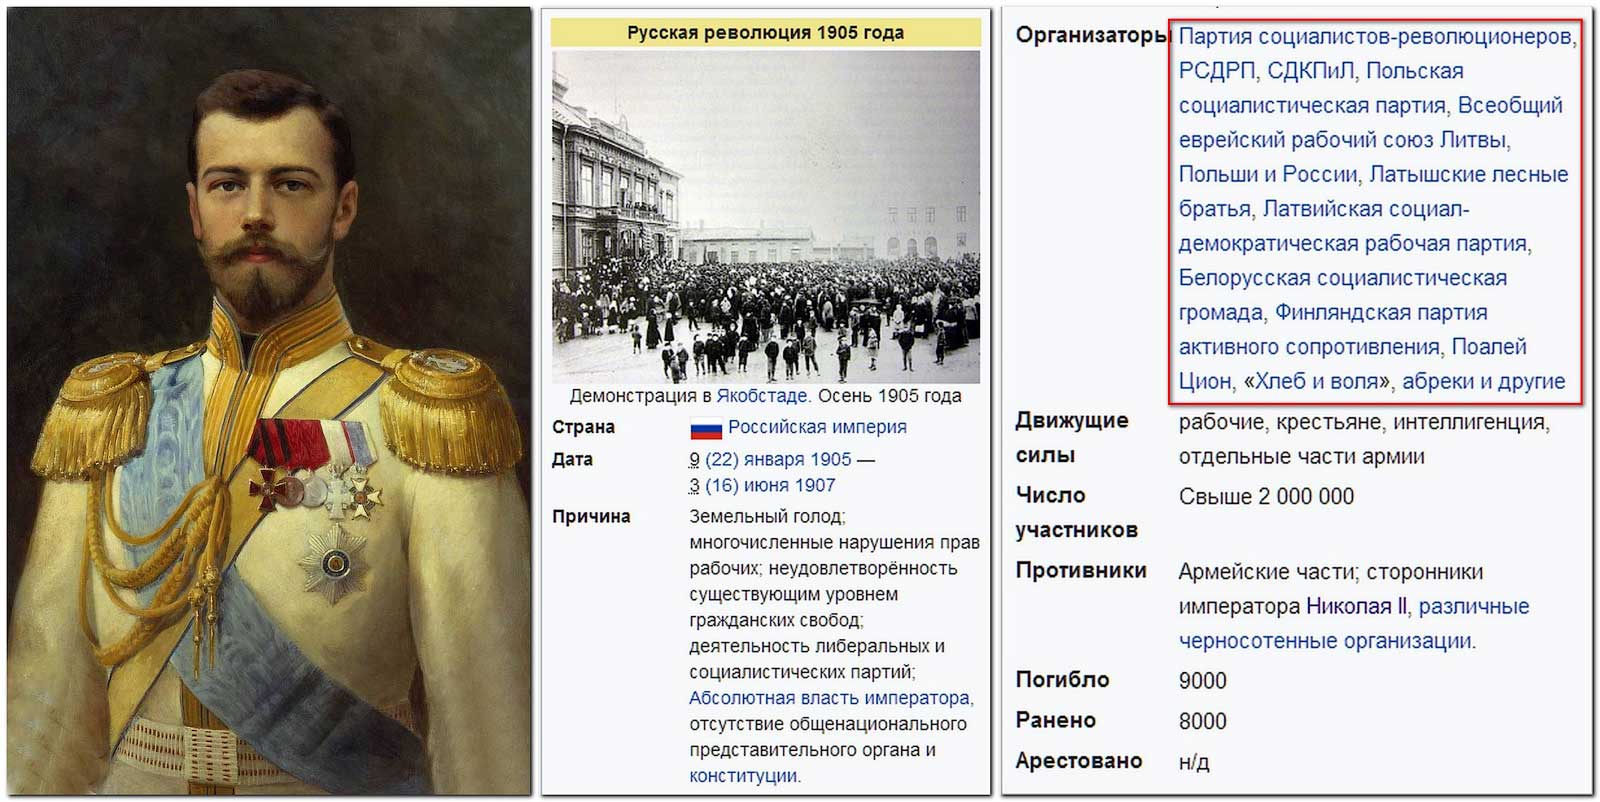 Русская революция 1905 года
Демонстрация в Якобстаде. Осень 1905 года
Страна Российская империя
Дата 9 (22) января 1905 —
3 (16) июня 1907
Причина Земельный голод;
многочисленные нарушения прав
рабочих; неудовлетворённость
существующим уровнем
гражданских свобод;
деятельность либеральных и
социалистических партий;
Абсолютная власть императора,
отсутствие общенационального
представительного органа и
конституции.
Организаторы Партия социалистов-революционеров,
РСДРП, СДКПиЛ, Польская
социалистическая партия, Всеобщий
еврейский рабочий союз Литвы,
Польши и России, Латышские лесные
братья, Латвийская социал-
демократическая рабочая партия,
Белорусская социалистическая
громада, Финляндская партия
активного сопротивления, Поалей
Цион, «Хлеб и воля», абреки и другие
Движущие рабочие, крестьяне, интеллигенция,
силы отдельные части армии
Число Свыше 2 000 000
участников
Противники Армейские части; сторонники
императора Николая II, различные
черносотенные организации.
Погибло 9000
Ранено 8000
Арестовано н/д